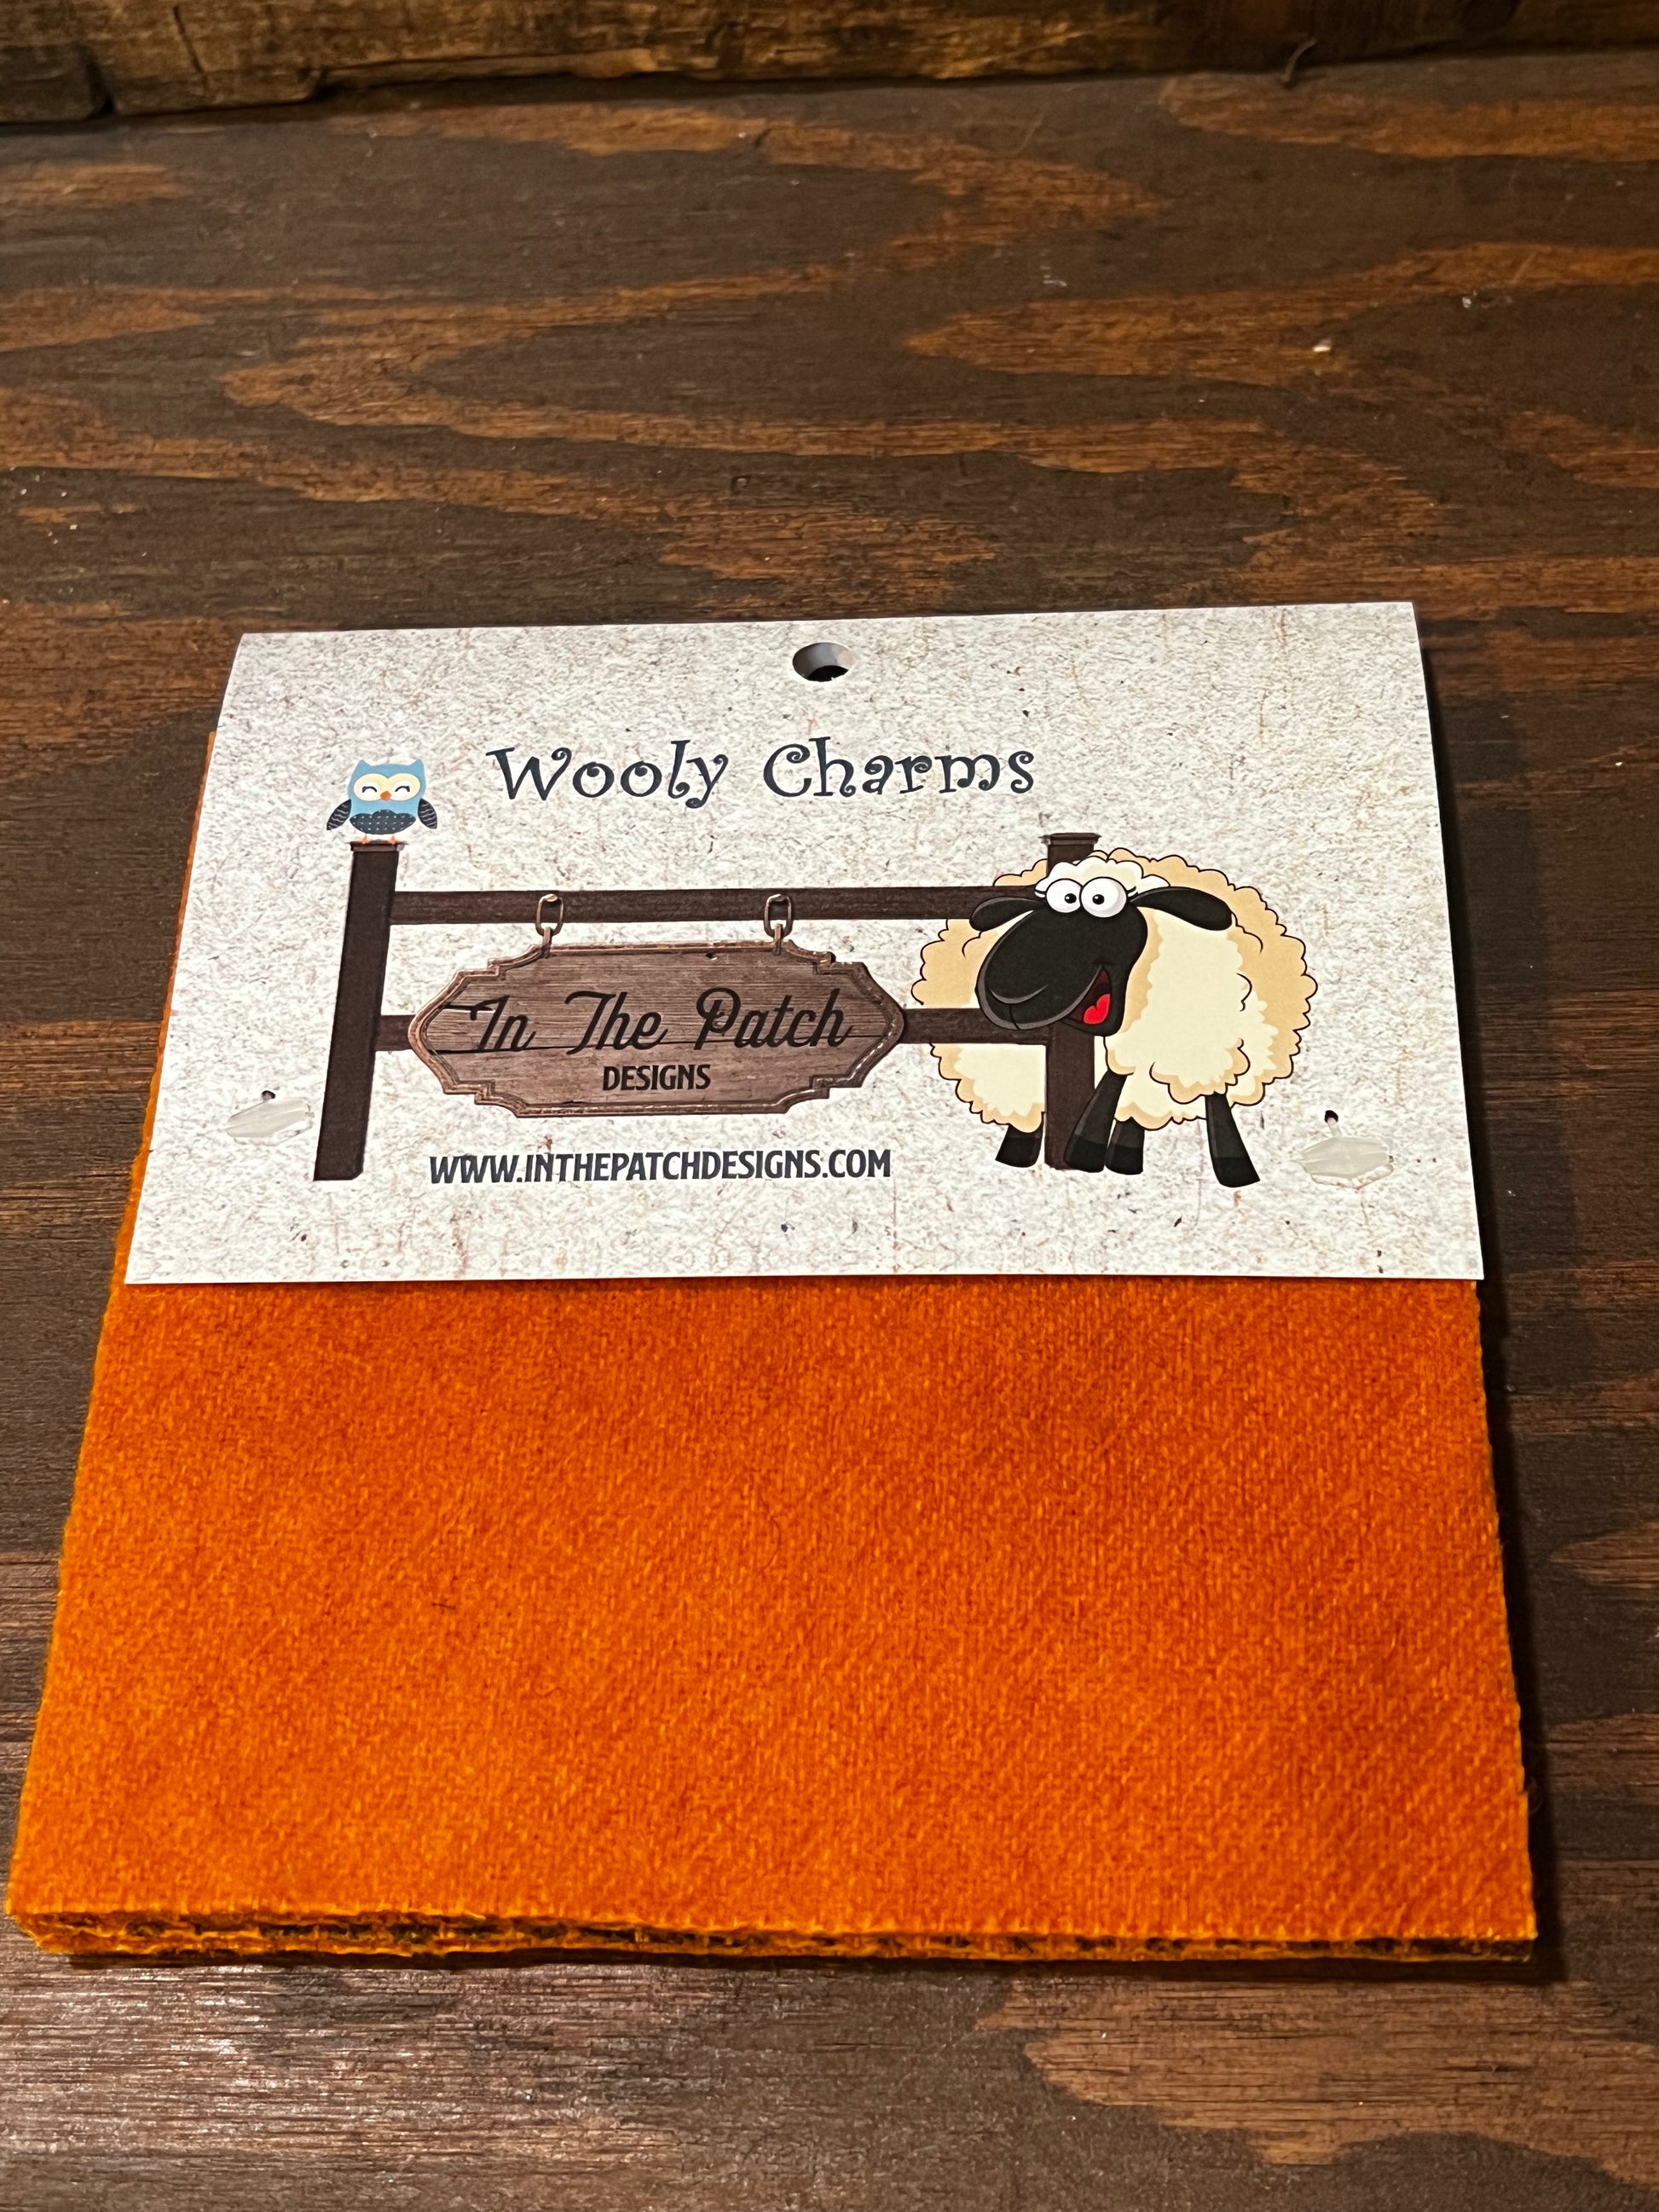 Wooly Charms
In The Patch
DESIGNS
WWW.INTHEPATCHDESIGNS.COM